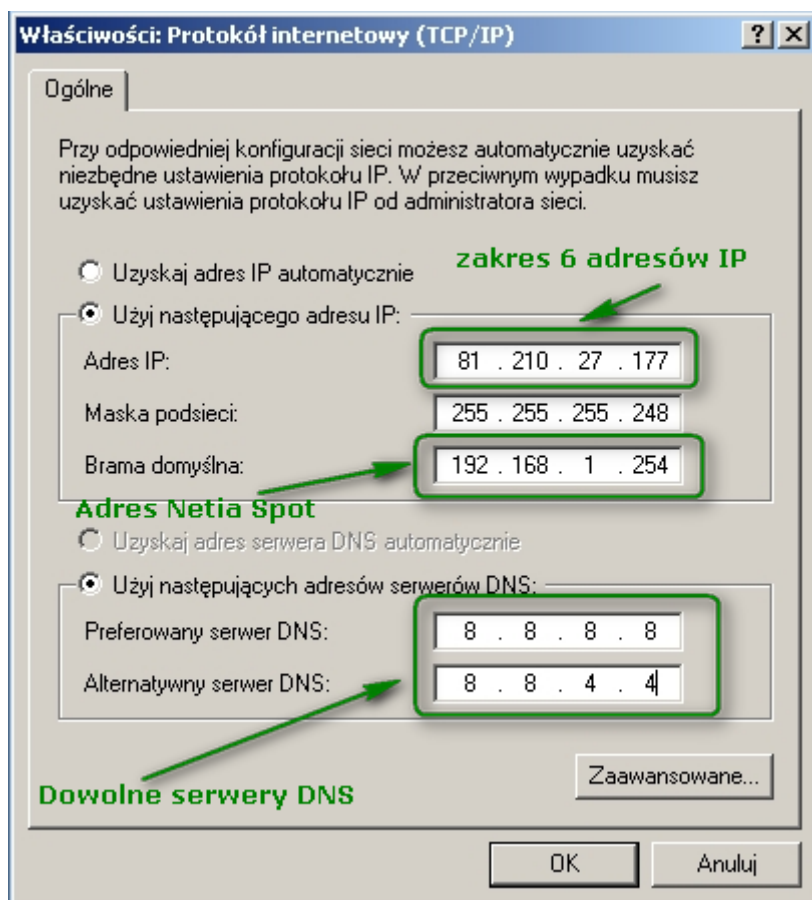 Właściwości: Protokół internetowy (TCP/IP)
Ogólne
Przy odpowiedniej konfiguracji sieci możesz automatycznie uzyskać
niezbędne ustawienia protokołu IP. W przeciwnym wypadku musisz
uzyskać ustawienia protokołu IP od administratora sieci.
zakres 6 adresów IP
Uzyskaj adres IP automatycznie
Użyj następującego adresu IP:
Adres IP: 81 . 210 . 27 . 177
Maska podsieci: 255 . 255 . 255 . 248
Brama domyślna: 192 . 168 . 1 . 254
Adres Netia Spot
Uzyskaj adres serwera DNS automatycznie
Użyj następujących adresów serwerów DNS:
Preferowany serwer DNS: 8 . 8 . 8 . 8
Alternatywny serwer DNS: 8 . 8 . 4 . 4
Zaawansowane...
Dowolne serwery DNS
OK Anuluj